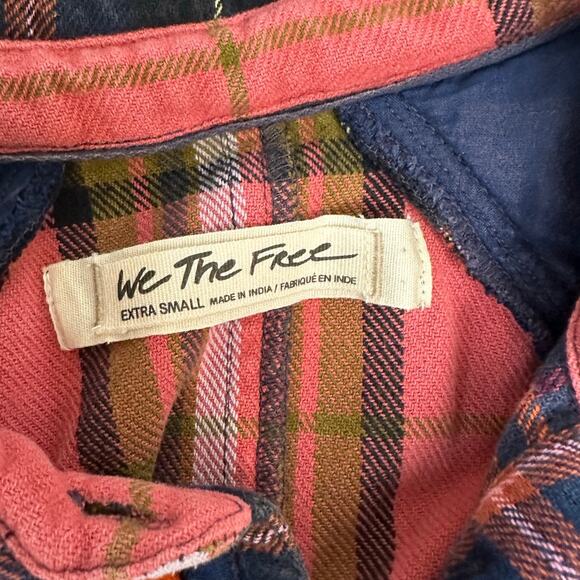 We The Free
EXTRA SMALL MADE IN INDIA / FABRIQUÉ EN INDE